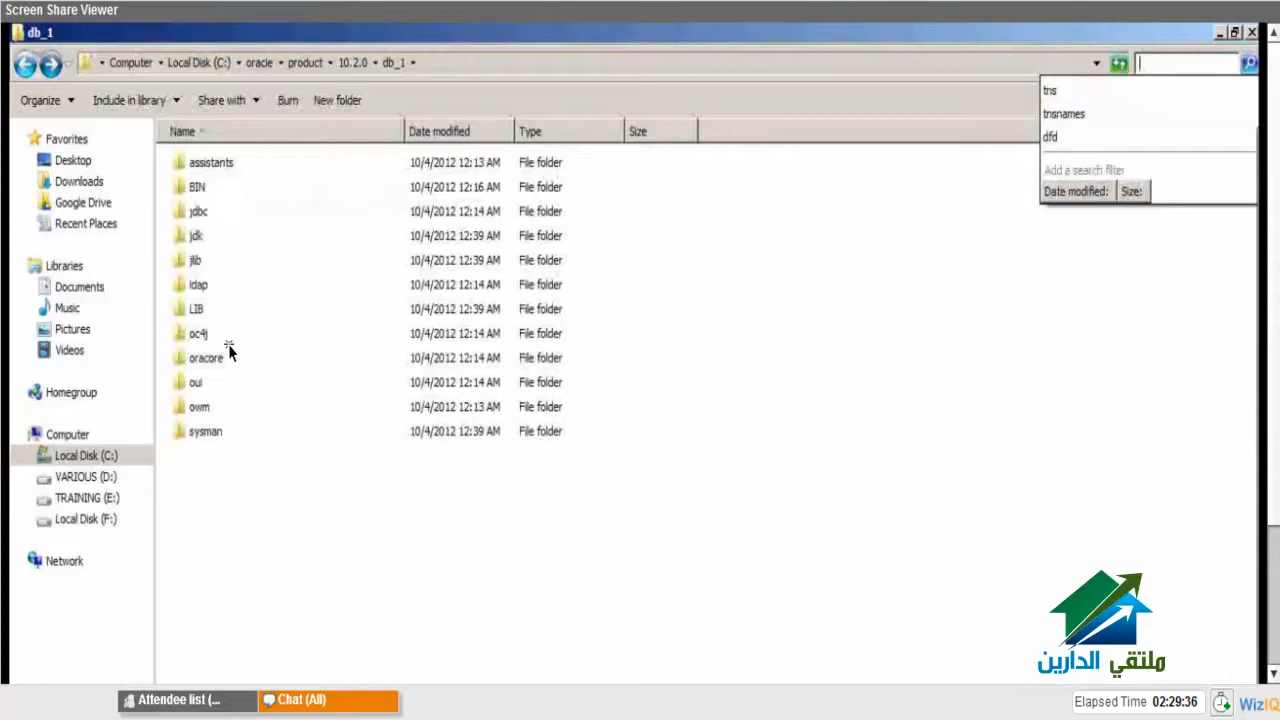 Screen Share Viewer
db_1
Computer Local Disk (C:) oracle product 10.2.0 db_1
Organize Include in library Share with Burn New folder
tns
tnsnames
dfd
Add a search filter
Date modified: Size:
Favorites
Desktop
Downloads
Google Drive
Recent Places
Libraries
Documents
Music
Pictures
Videos
Homegroup
Computer
Local Disk (C:)
VARIOUS (D:)
TRAINING (E:)
Local Disk (F:)
Network
Name Date modified Type Size
assistants 10/4/2012 12:13 AM File folder
BIN 10/4/2012 12:16 AM File folder
jdbc 10/4/2012 12:14 AM File folder
jdk 10/4/2012 12:39 AM File folder
jlib 10/4/2012 12:39 AM File folder
ldap 10/4/2012 12:14 AM File folder
LIB 10/4/2012 12:39 AM File folder
oc4j 10/4/2012 12:14 AM File folder
oracore 10/4/2012 12:14 AM File folder
oui 10/4/2012 12:14 AM File folder
owm 10/4/2012 12:13 AM File folder
sysman 10/4/2012 12:39 AM File folder
ملتقي الدارين
Attendee list (... Chat (All)
Elapsed Time 02:29:36
WizIQ